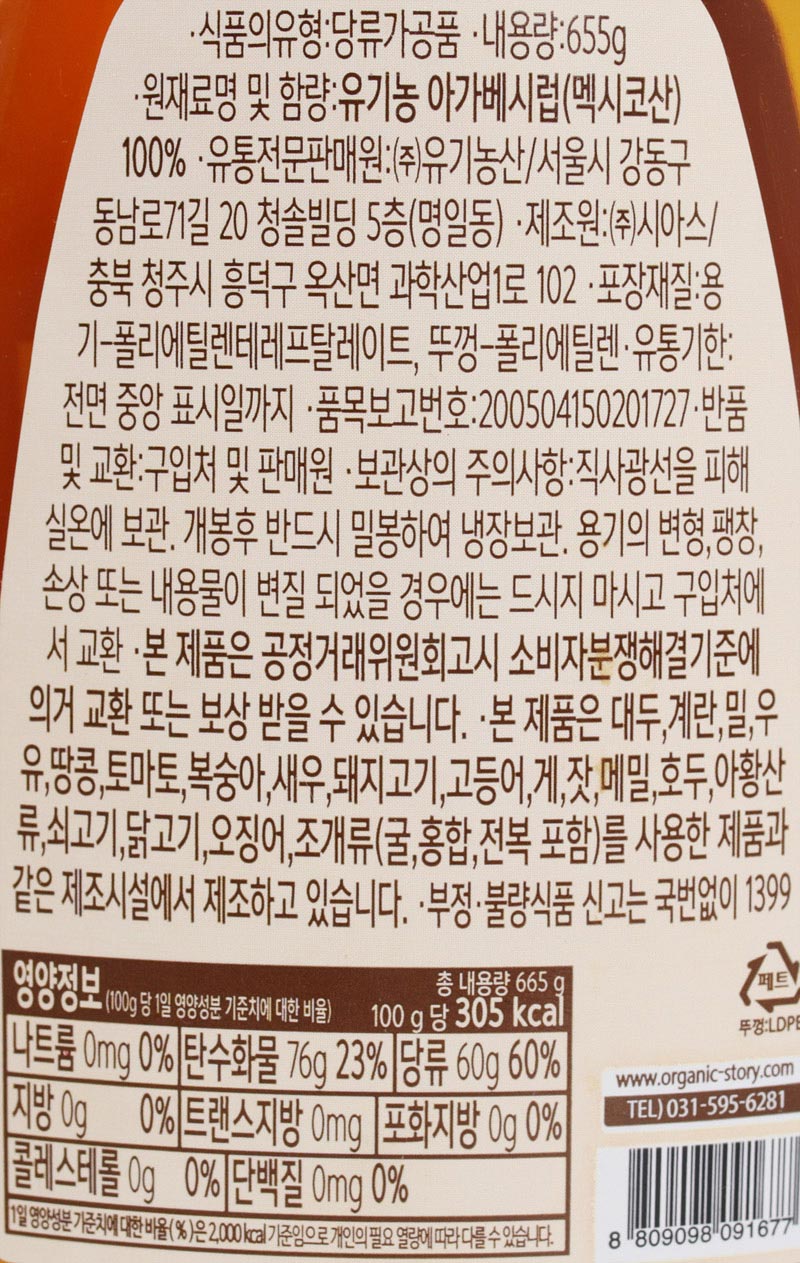 ·식품의유형:당류가공품 ·내용량:655g
·원재료명 및 함량:유기농 아가베시럽(멕시코산)
100% ·유통전문판매원:(주)유기농산/서울시 강동구
동남로71길 20 청솔빌딩 5층(명일동) ·제조원:(주)시아스/
충북 청주시 흥덕구 옥산면 과학산업1로 102 ·포장재질:용
기-폴리에틸렌테레프탈레이트, 뚜껑-폴리에틸렌·유통기한:
전면 중앙 표시일까지 ·품목보고번호:200504150201727·반품
및 교환:구입처 및 판매원 ·보관상의 주의사항:직사광선을 피해
실온에 보관. 개봉후 반드시 밀봉하여 냉장보관. 용기의 변형,팽창,
손상 또는 내용물이 변질 되었을 경우에는 드시지 마시고 구입처에
서 교환 ·본 제품은 공정거래위원회고시 소비자분쟁해결기준에
의거 교환 또는 보상 받을 수 있습니다. ·본 제품은 대두,계란,밀,우
유,땅콩,토마토,복숭아,새우,돼지고기,고등어,게,잣,메밀,호두,아황산
류,쇠고기,닭고기,오징어,조개류(굴,홍합,전복 포함)를 사용한 제품과
같은 제조시설에서 제조하고 있습니다. ·부정·불량식품 신고는 국번없이 1399
영양정보 (100g 당 1일 영양성분 기준치에 대한 비율) 총 내용량 665 g
100 g 당 305 kcal
나트륨 0mg 0% 탄수화물 76g 23% 당류 60g 60%
지방 0g 0% 트랜스지방 0mg 포화지방 0g 0%
콜레스테롤 0g 0% 단백질 0mg 0%
1일 영양성분 기준치에 대한 비율(%)은 2,000 kcal 기준임으로 개인의 필요 열량에 따라 다를 수 있습니다.
페트
뚜껑:LDPE
www.organic-story.com
TEL) 031-595-6281
8 809098 091677